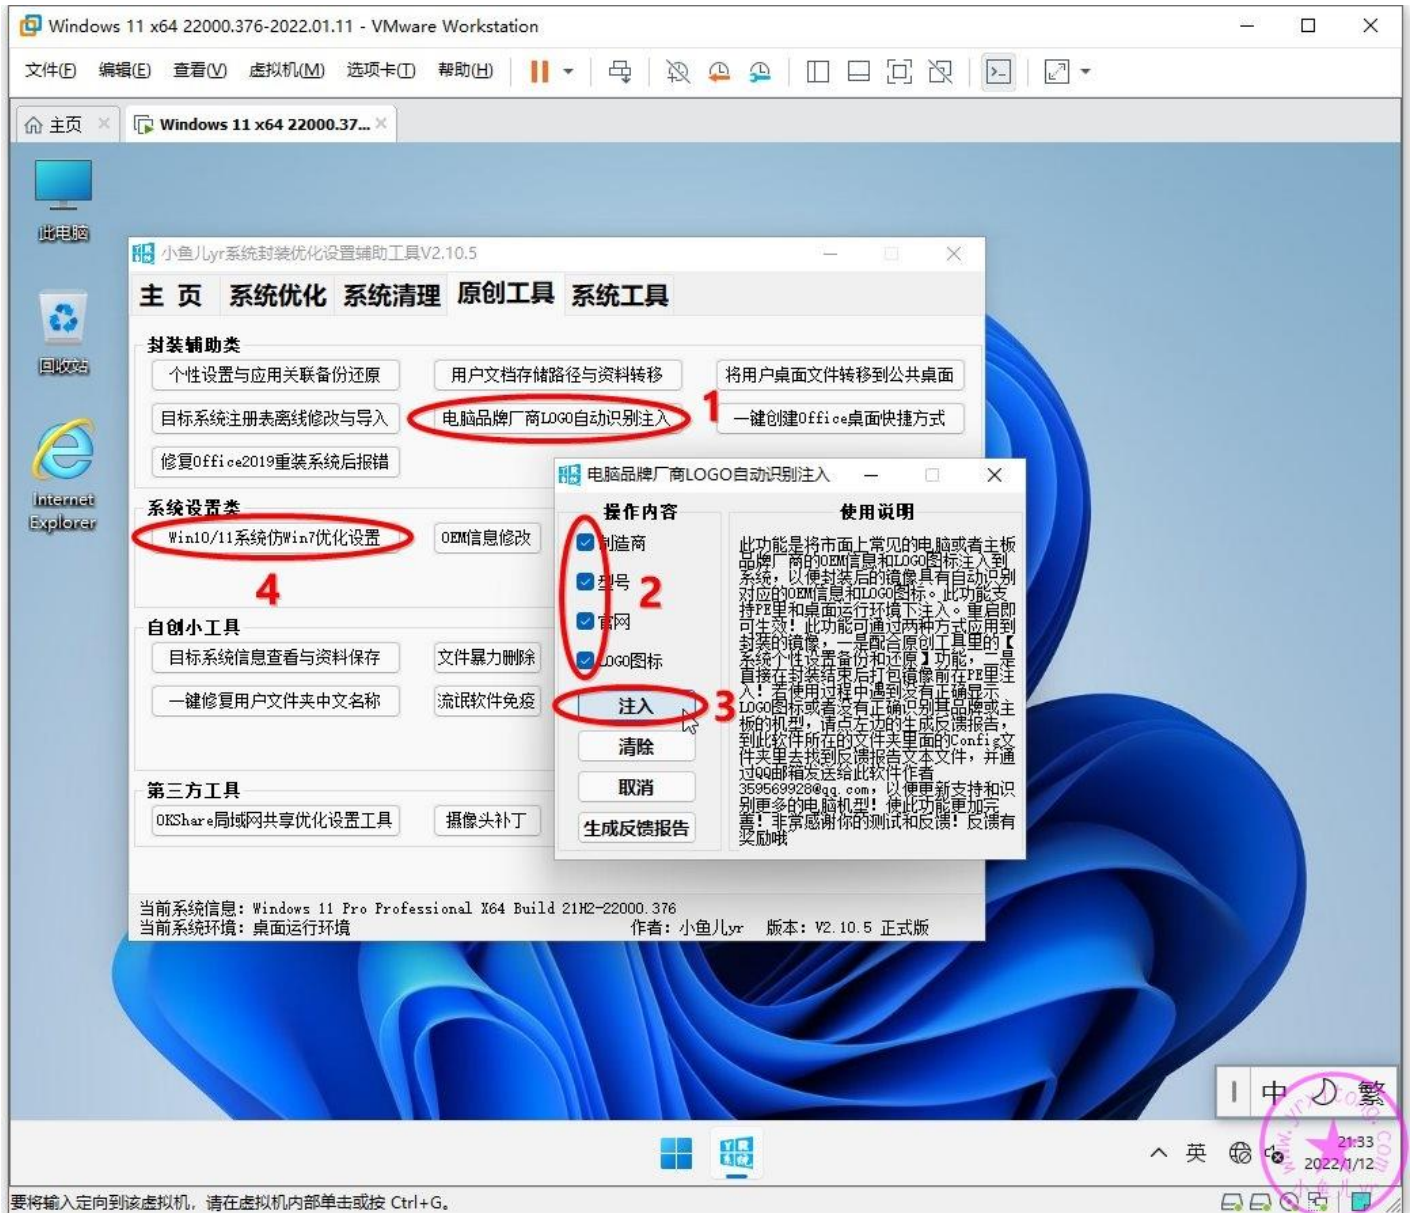 Windows 11 x64 22000.376-2022.01.11 - VMware Workstation
文件(F) 编辑(E) 查看(V) 虚拟机(M) 选项卡(T) 帮助(H)
主页 Windows 11 x64 22000.37...
此电脑
回收站
Internet
Explorer
小鱼儿yr系统封装优化设置辅助工具V2.10.5
主 页 系统优化 系统清理 原创工具 系统工具
封装辅助类
个性设置与应用关联备份还原 用户文档存储路径与资料转移 将用户桌面文件转移到公共桌面
目标系统注册表离线修改与导入 电脑品牌厂商LOGO自动识别注入 1 一键创建Office桌面快捷方式
修复Office2019重装系统后报错
系统设置类
Win10/11系统仿Win7优化设置 OEM信息修改
4
自创小工具
目标系统信息查看与资料保存 文件暴力删除
一键修复用户文件夹中文名称 流氓软件免疫
第三方工具
OKShare局域网共享优化设置工具 摄像头补丁
当前系统信息: Windows 11 Pro Professional X64 Build 21H2-22000.376
当前系统环境: 桌面运行环境 作者: 小鱼儿yr 版本: V2.10.5 正式版
电脑品牌厂商LOGO自动识别注入
操作内容
制造商
型号 2
官网
LOGO图标
注入 3
清除
取消
生成反馈报告
使用说明
此功能是将市面上常见的电脑或者主板
品牌厂商的OEM信息和LOGO图标注入到
系统，以便封装后的镜像具有自动识别
对应的OEM信息和LOGO图标。此功能支
持PE里和桌面运行环境下注入。重启即
可生效！此功能可通过两种方式应用到
封装的镜像，一是配合原创工具里的【
系统个性设置备份和还原】功能，二是
直接在封装结束后打包镜像前在PE里注
入！若使用过程中遇到没有正确显示
LOGO图标或者没有正确识别其品牌或主
板的机型，请点左边的生成反馈报告，
到此软件所在的文件夹里面的Config文
件夹里去找到反馈报告文本文件，并通
过QQ邮箱发送给此软件作者
359569928@qq.com，以便更新支持和识
别更多的电脑机型！使此功能更加完
善！非常感谢你的测试和反馈！反馈有
奖励哦
中 繁
英 21:33
2022/1/12
www.yrxitong.com
小鱼儿yr
要将输入定向到该虚拟机，请在虚拟机内部单击或按 Ctrl+G。